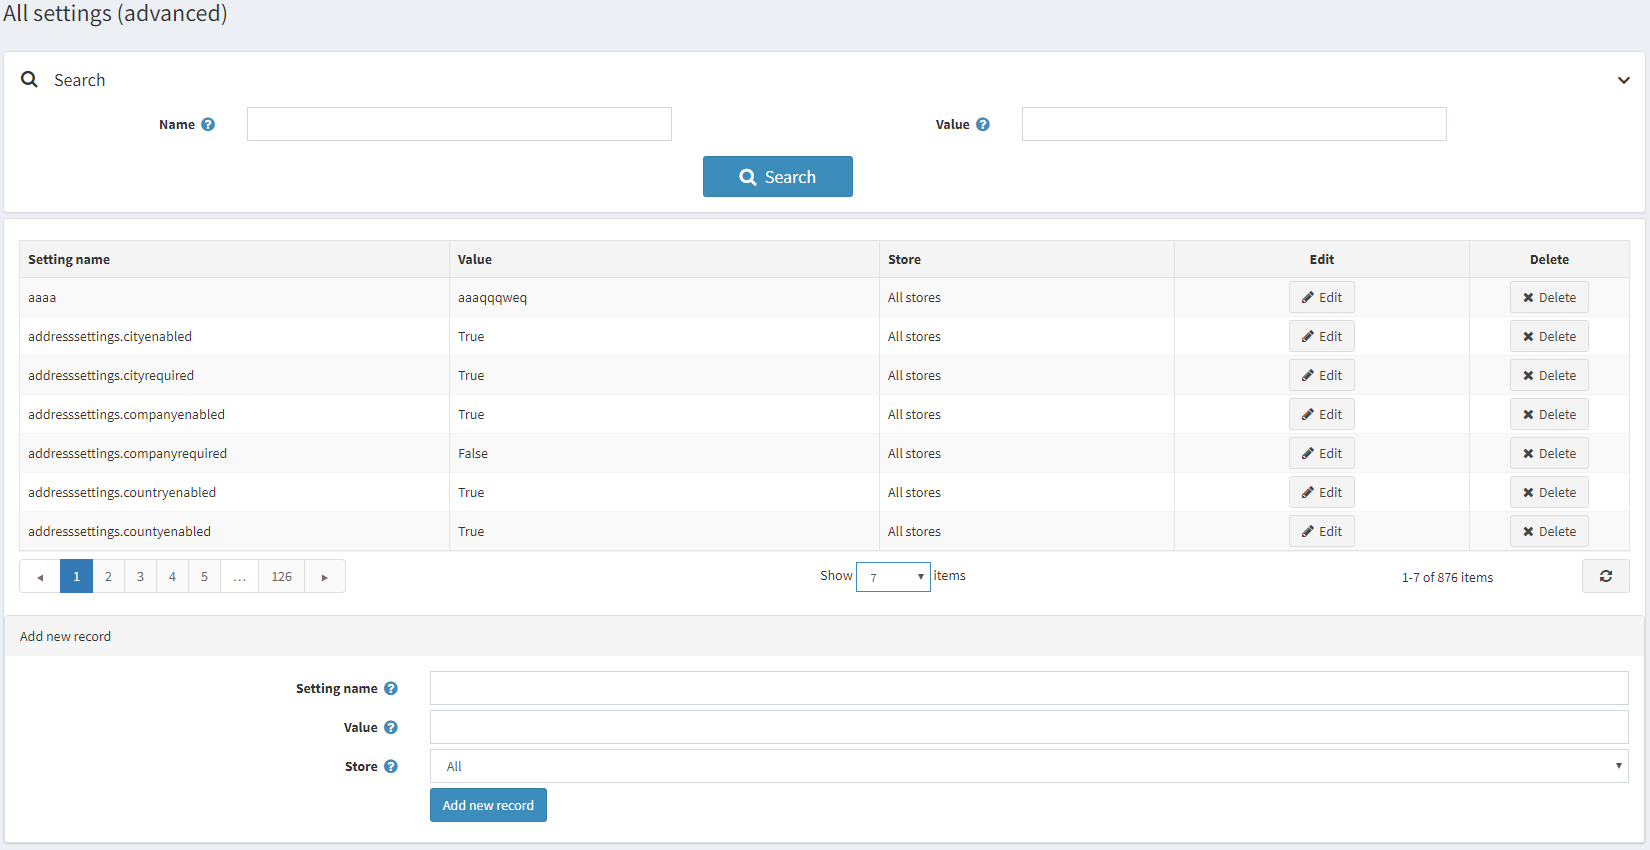 All settings (advanced)
Search
Name Value
Search
Setting name Value Store Edit Delete
aaaa aaaqqqweq All stores Edit Delete
addresssettings.cityenabled True All stores Edit Delete
addresssettings.cityrequired True All stores Edit Delete
addresssettings.companyenabled True All stores Edit Delete
addresssettings.companyrequired False All stores Edit Delete
addresssettings.countryenabled True All stores Edit Delete
addresssettings.countyenabled True All stores Edit Delete
1 2 3 4 5 ... 126 Show 7 items 1-7 of 876 items
Add new record
Setting name
Value
Store All
Add new record